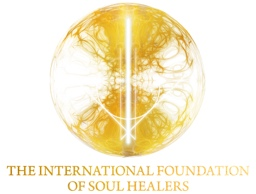 THE INTERNATIONAL FOUNDATION
OF SOUL HEALERS